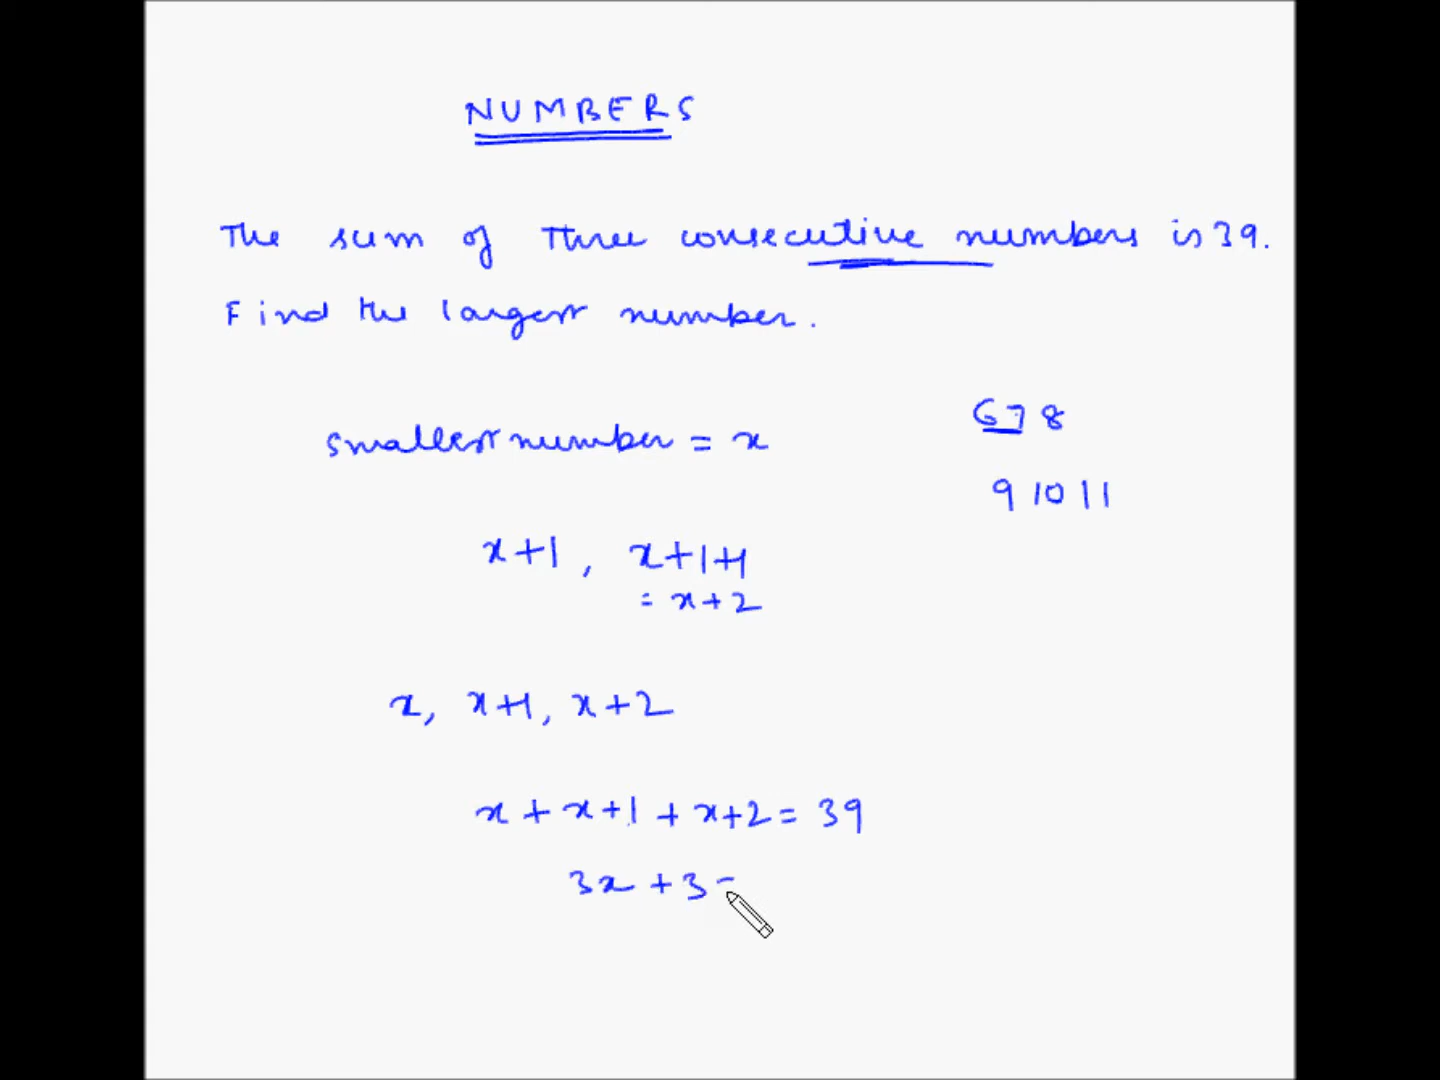 NUMBERS
The sum of Three consecutive numbers is 39.
Find the largest number.
smallest number = x
6 7 8
9 10 11
x+1, x+1+1
= x+2
x, x+1, x+2
x + x+1 + x+2 = 39
3x + 3 -